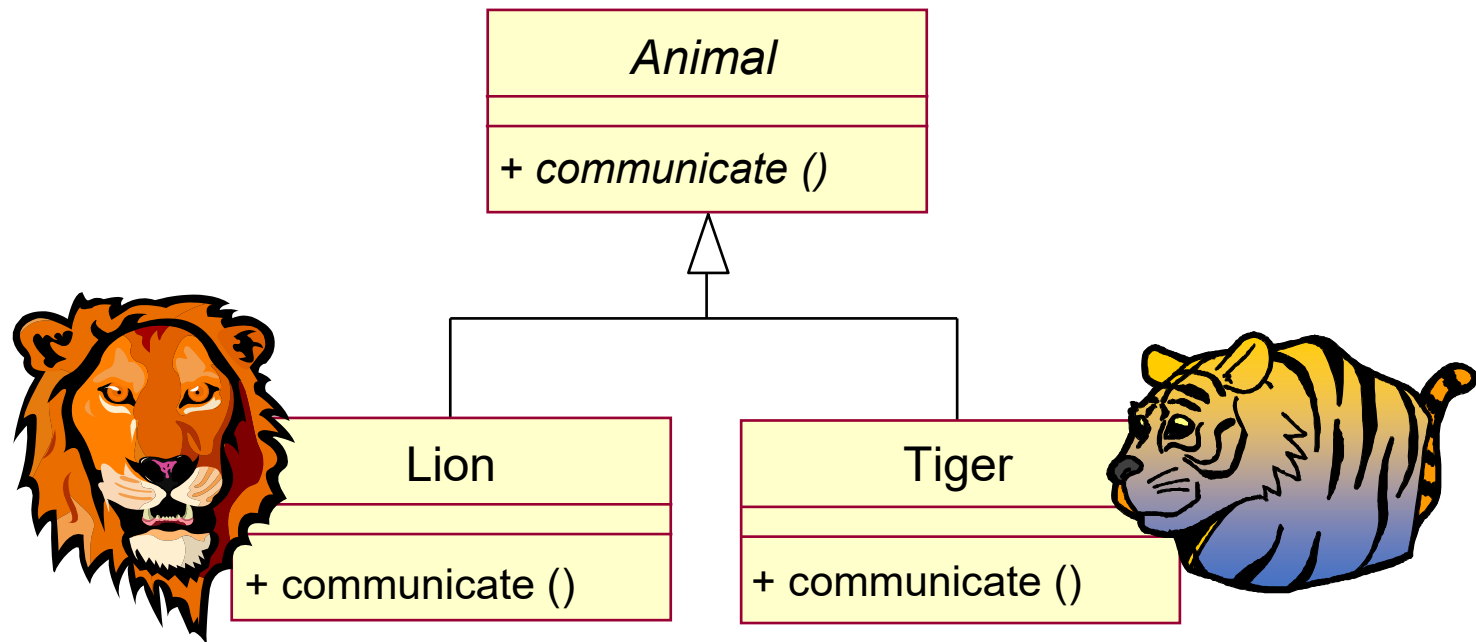 Animal
+ communicate ()
Lion
Tiger
+ communicate ()
+ communicate ()